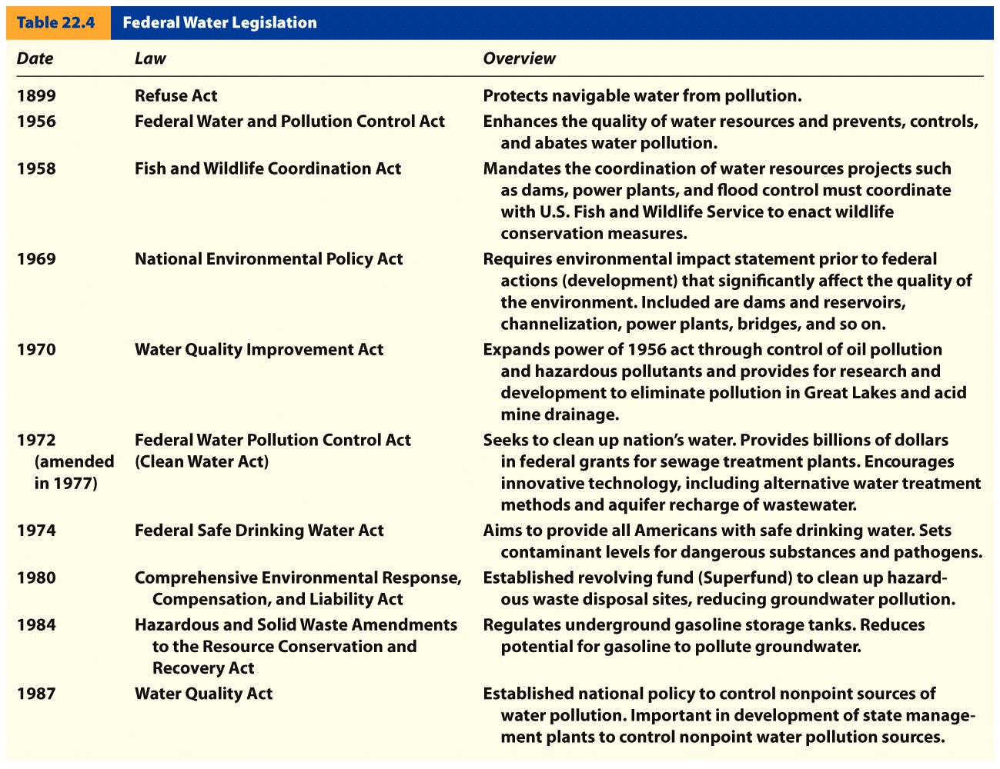 Table 22.4 Federal Water Legislation
Date Law Overview
1899 Refuse Act Protects navigable water from pollution.
1956 Federal Water and Pollution Control Act Enhances the quality of water resources and prevents, controls,
and abates water pollution.
1958 Fish and Wildlife Coordination Act Mandates the coordination of water resources projects such
as dams, power plants, and flood control must coordinate
with U.S. Fish and Wildlife Service to enact wildlife
conservation measures.
1969 National Environmental Policy Act Requires environmental impact statement prior to federal
actions (development) that significantly affect the quality of
the environment. Included are dams and reservoirs,
channelization, power plants, bridges, and so on.
1970 Water Quality Improvement Act Expands power of 1956 act through control of oil pollution
and hazardous pollutants and provides for research and
development to eliminate pollution in Great Lakes and acid
mine drainage.
1972 Federal Water Pollution Control Act Seeks to clean up nation's water. Provides billions of dollars
(amended (Clean Water Act) in federal grants for sewage treatment plants. Encourages
in 1977) innovative technology, including alternative water treatment
methods and aquifer recharge of wastewater.
1974 Federal Safe Drinking Water Act Aims to provide all Americans with safe drinking water. Sets
contaminant levels for dangerous substances and pathogens.
1980 Comprehensive Environmental Response, Established revolving fund (Superfund) to clean up hazard-
Compensation, and Liability Act ous waste disposal sites, reducing groundwater pollution.
1984 Hazardous and Solid Waste Amendments Regulates underground gasoline storage tanks. Reduces
to the Resource Conservation and potential for gasoline to pollute groundwater.
Recovery Act
1987 Water Quality Act Established national policy to control nonpoint sources of
water pollution. Important in development of state manage-
ment plants to control nonpoint water pollution sources.